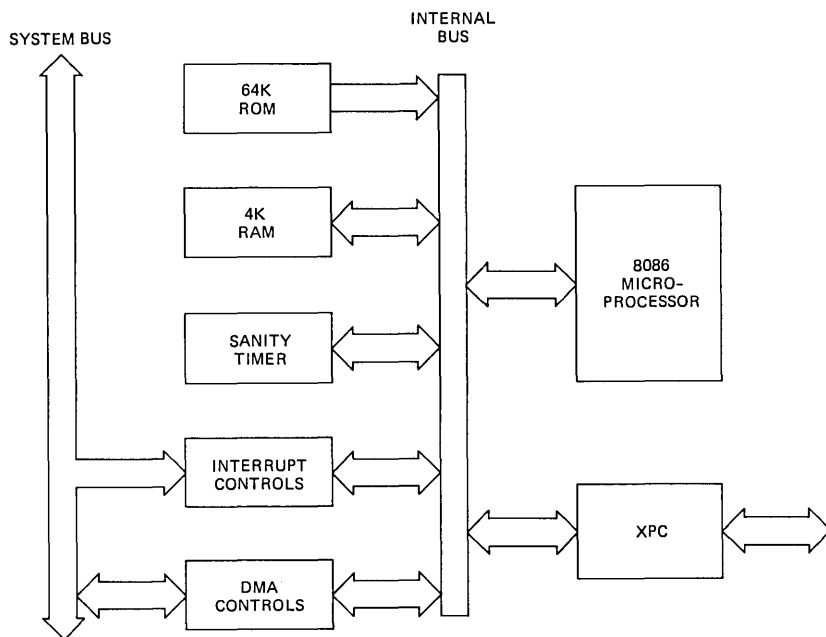 SYSTEM BUS
INTERNAL
BUS
64K
ROM
4K
RAM
SANITY
TIMER
INTERRUPT
CONTROLS
DMA
CONTROLS
8086
MICRO-
PROCESSOR
XPC